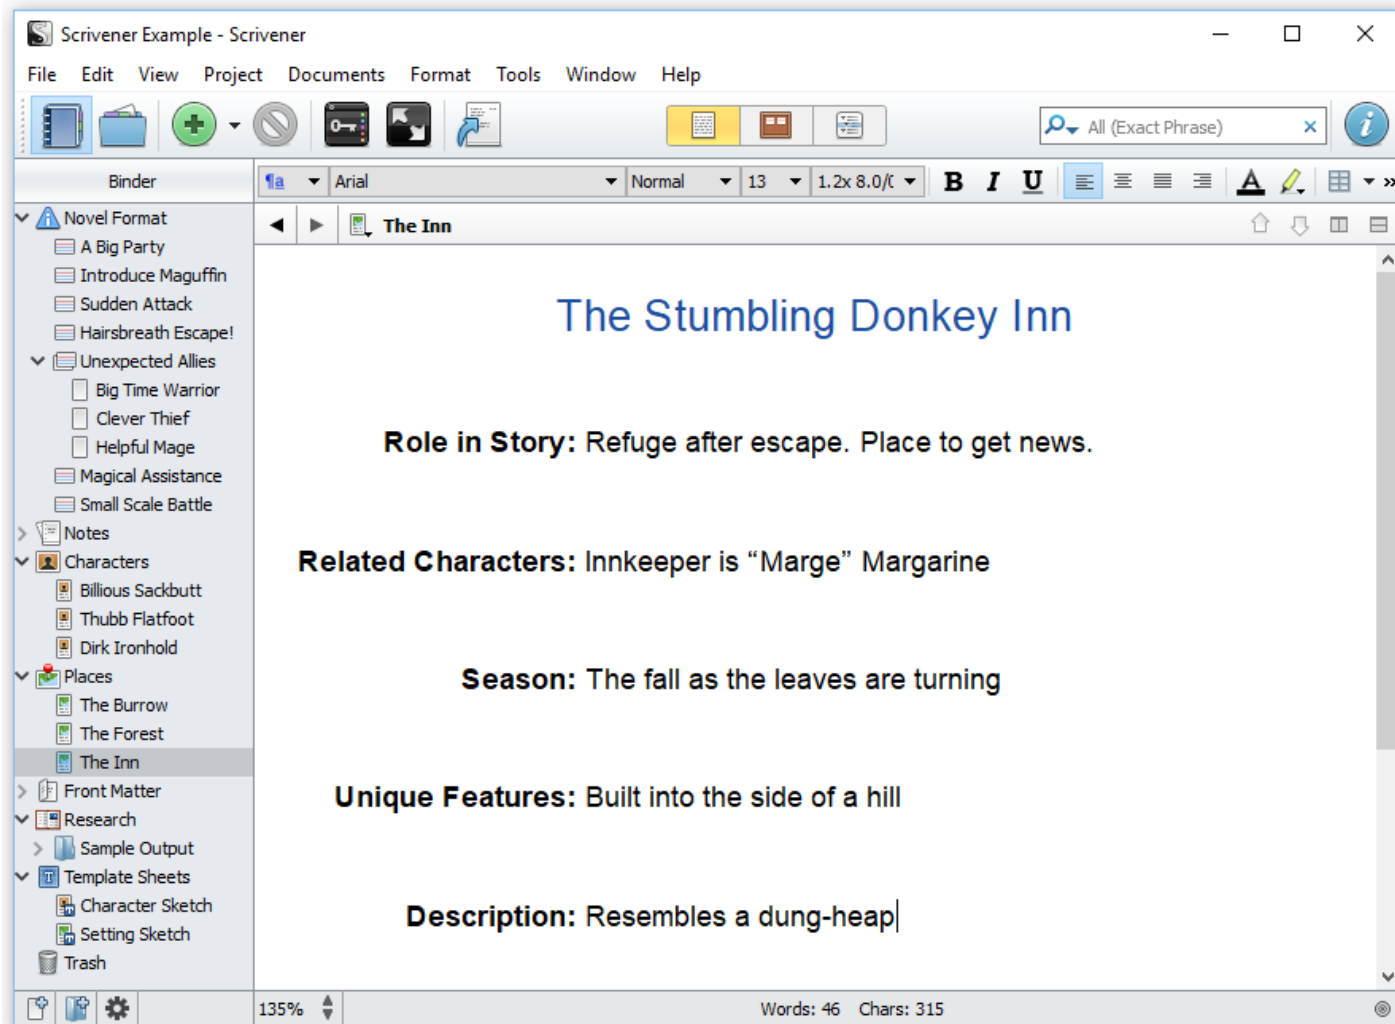 Scrivener Example - Scrivener
File Edit View Project Documents Format Tools Window Help
All (Exact Phrase)
Binder
Arial Normal 13 1.2x 8.0/( B I U A
The Inn
Novel Format
A Big Party
Introduce Maguffin
Sudden Attack
Hairsbreath Escape!
Unexpected Allies
Big Time Warrior
Clever Thief
Helpful Mage
Magical Assistance
Small Scale Battle
Notes
Characters
Billious Sackbutt
Thubb Flatfoot
Dirk Ironhold
Places
The Burrow
The Forest
The Inn
Front Matter
Research
Sample Output
Template Sheets
Character Sketch
Setting Sketch
Trash
The Stumbling Donkey Inn
Role in Story: Refuge after escape. Place to get news.
Related Characters: Innkeeper is “Marge” Margarine
Season: The fall as the leaves are turning
Unique Features: Built into the side of a hill
Description: Resembles a dung-heap
135% Words: 46 Chars: 315